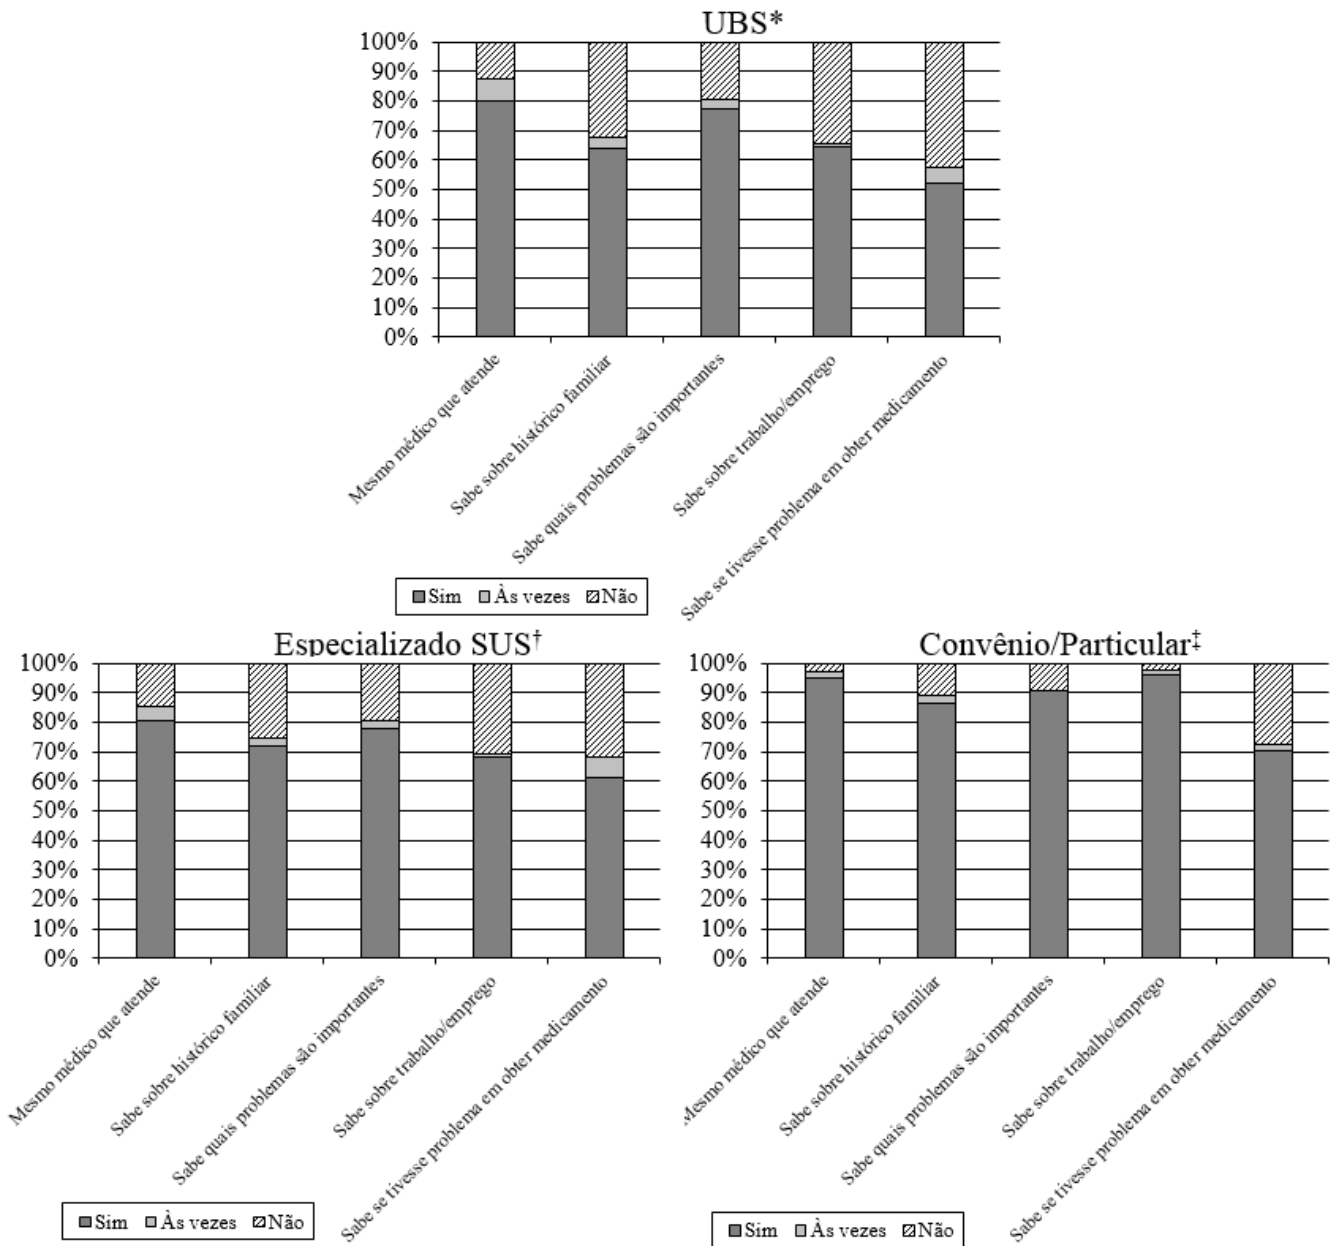 UBS*
100%
90%
80%
70%
60%
50%
40%
30%
20%
10%
0%
Mesmo médico que atende
Sabe sobre histórico familiar
Sabe quais problemas são importantes
Sabe sobre trabalho/emprego
Sabe se tivesse problema em obter medicamento
Sim Às vezes Não
Especializado SUS†
100%
90%
80%
70%
60%
50%
40%
30%
20%
10%
0%
Mesmo médico que atende
Sabe sobre histórico familiar
Sabe quais problemas são importantes
Sabe sobre trabalho/emprego
Sabe se tivesse problema em obter medicamento
Sim Às vezes Não
Convênio/Particular‡
100%
90%
80%
70%
60%
50%
40%
30%
20%
10%
0%
Mesmo médico que atende
Sabe sobre histórico familiar
Sabe quais problemas são importantes
Sabe sobre trabalho/emprego
Sabe se tivesse problema em obter medicamento
Sim Às vezes Não